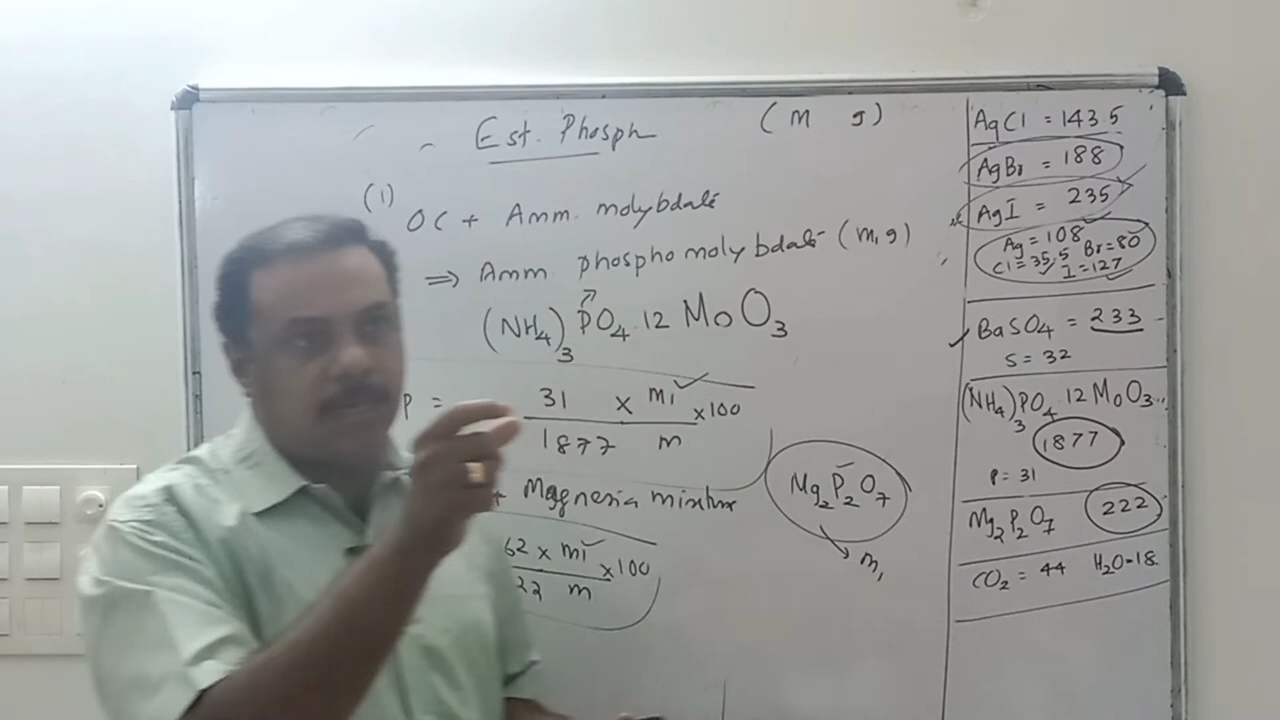 Est. Phosph (m g)
(1) OC + Amm. molybdate
⇒ Amm phosphomolybdate (m1 g)
(NH4)3 PO4.12 MoO3
P = 31 / 1877 x m1 / m x100
+ Magnesia mixture
Mg2P2O7
m1
62 x m1 / 22 m x100
AgCl = 143.5
AgBr = 188
AgI = 235
Ag = 108
Cl = 35.5 Br = 80
I = 127
BaSO4 = 233
S = 32
(NH4)3PO4 12MoO3
1877
P = 31
Mg2P2O7 222
CO2 = 44 H2O-18